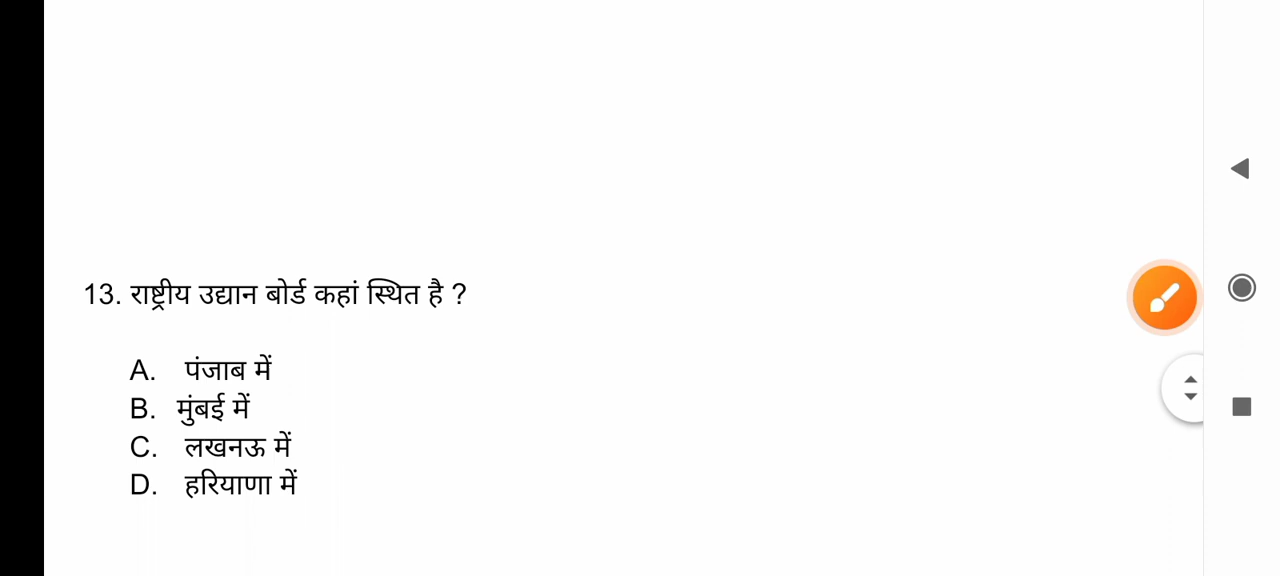 13. राष्ट्रीय उद्यान बोर्ड कहां स्थित है ?
A. पंजाब में
B. मुंबई में
C. लखनऊ में
D. हरियाणा में